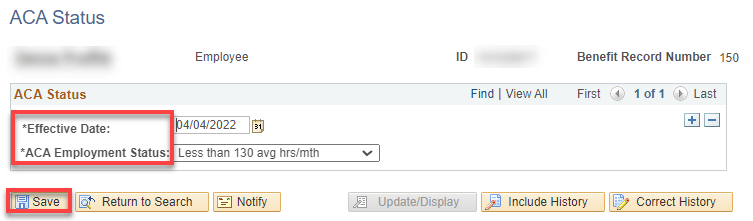 ACA Status
Employee ID Benefit Record Number 150
ACA Status Find | View All First 1 of 1 Last
*Effective Date: 04/04/2022 31
*ACA Employment Status: Less than 130 avg hrs/mth
Save Return to Search Notify Update/Display Include History Correct History